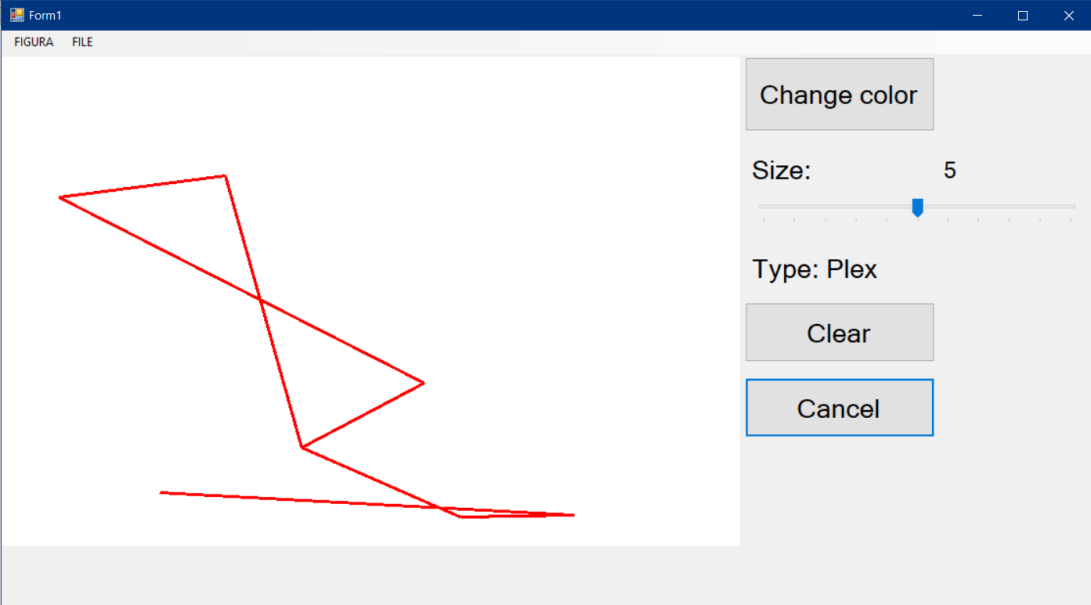 Form1
FIGURA FILE
Change color
Size: 5
Type: Plex
Clear
Cancel